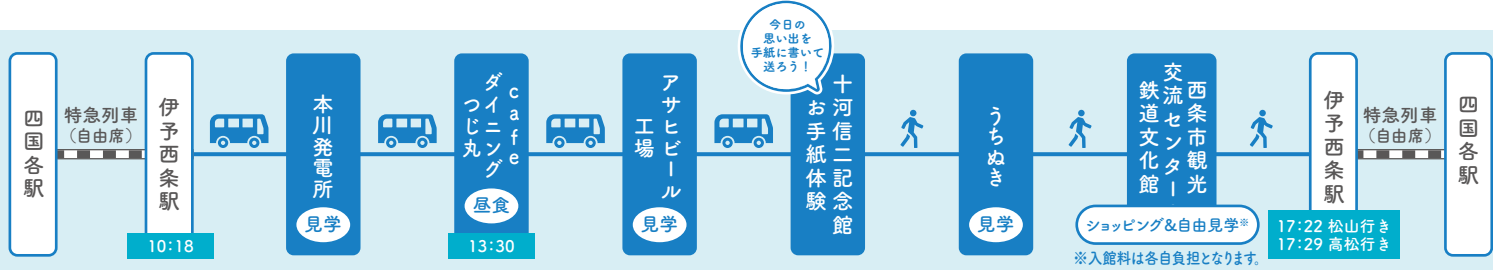 四国各駅
特急列車
（自由席）
伊予西条駅
10：18
本川発電所
見学
cafe
ダイニング
つじ丸
昼食
13：30
アサヒビール
工場
見学
今日の
思い出を
手紙に書いて
送ろう！
十河信二記念館
お手紙体験
うちぬき
見学
西条市観光
交流センター
鉄道文化館
ショッピング&自由見学※
※入館料は各自負担となります。
伊予西条駅
17：22 松山行き
17：29 高松行き
特急列車
（自由席）
四国各駅